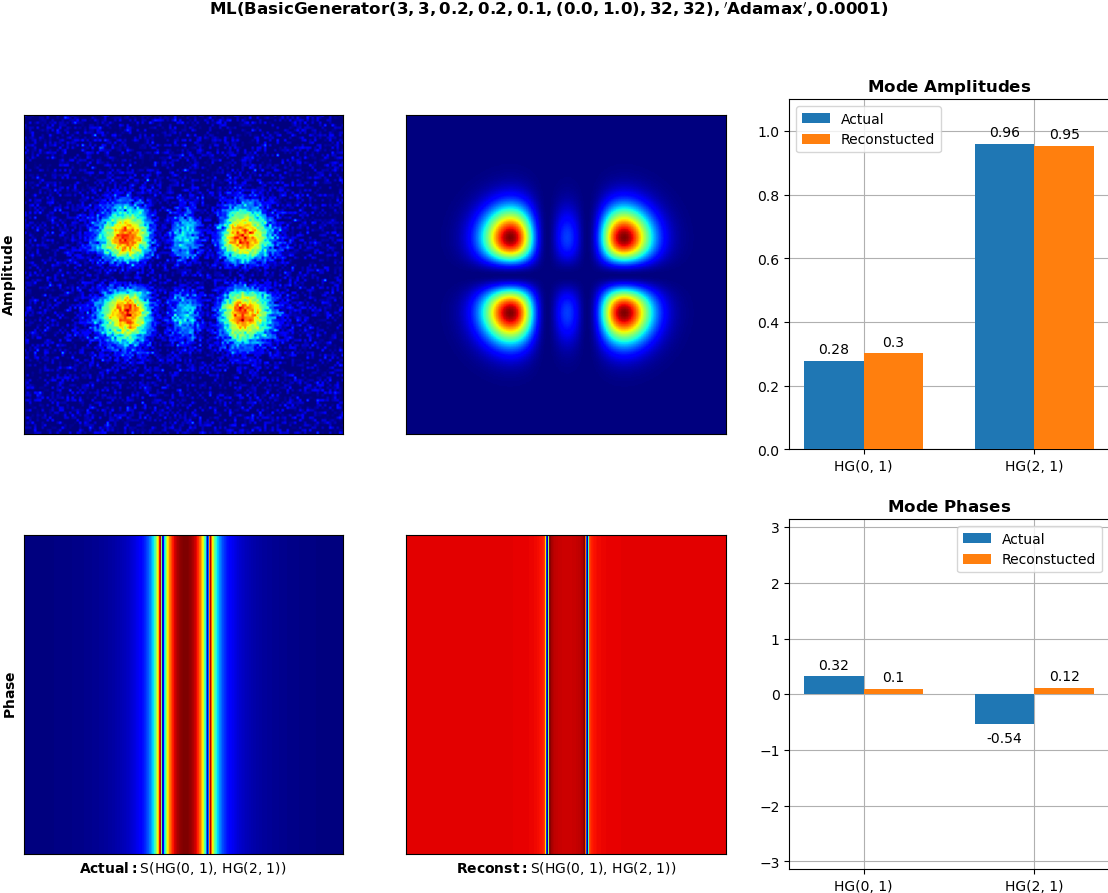 ML(BasicGenerator(3, 3, 0.2, 0.2, 0.1, (0.0, 1.0), 32, 32), ′Adamax′, 0.0001)
Amplitude
Mode Amplitudes
Actual
Reconstucted
1.0
0.8
0.6
0.4
0.2
0.0
0.28
0.3
0.96
0.95
HG(0, 1)
HG(2, 1)
Phase
Actual: S(HG(0, 1), HG(2, 1))
Reconst: S(HG(0, 1), HG(2, 1))
Mode Phases
Actual
Reconstucted
3
2
1
0
−1
−2
−3
0.32
0.1
-0.54
0.12
HG(0, 1)
HG(2, 1)